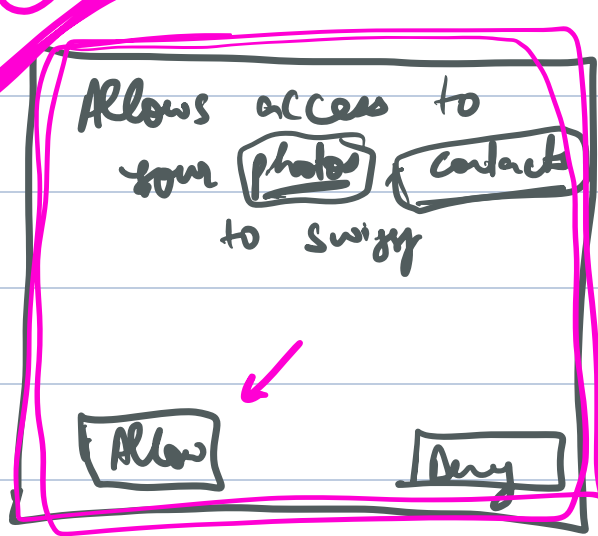 Allows access to
your photos contacts
to swiggy
Allow Deny